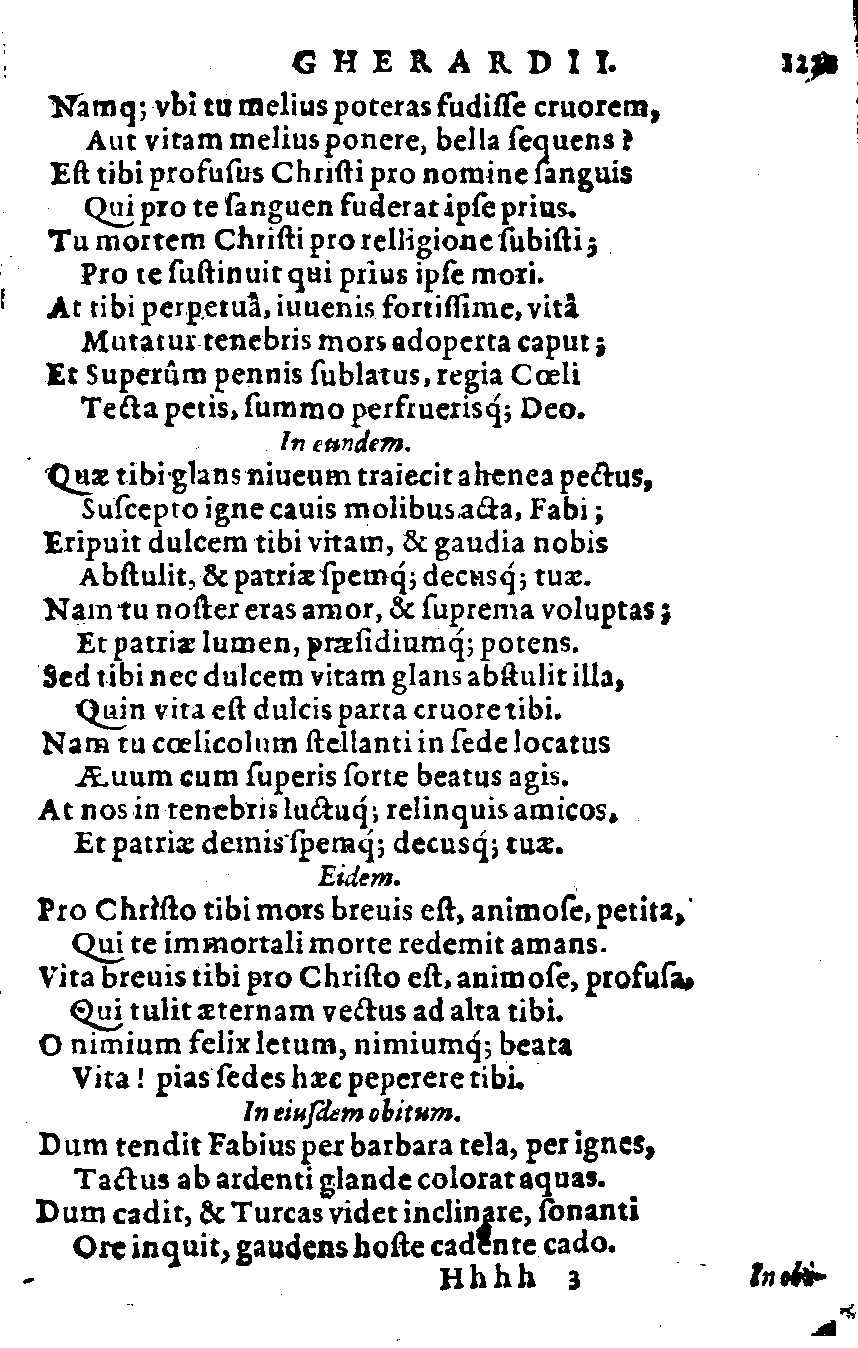 GHERARDII.
Namq; vbi tu melius poteras fudiſſe cruorem,
Aut vitam melius ponere, bella ſequens?
Eſt tibi profuſus Chriſti pro nomine ſanguis
Qui pro te ſanguen fuderat ipſe prius.
Tu mortem Chriſti pro relligione ſubiſti;
Pro te ſuſtinuit qui prius ipſe mori.
At tibi perpetuâ, iuuenis fortiſſime, vitâ
Mutatur tenebris mors adoperta caput;
Et Superûm pennis ſublatus, regia Cœli
Tecta petis, ſummo perfruerisq́; Deo.
In eundem.
Quæ tibi glans niueum traiecit ahenea pectus,
Suſcepto igne cauis molibus acta, Fabi;
Eripuit dulcem tibi vitam, & gaudia nobis
Abſtulit, & patriæ ſpemq́; decusq́; tuæ.
Nam tu noſter eras amor, & ſuprema voluptas;
Et patriæ lumen, præſidiumq́; potens.
Sed tibi nec dulcem vitam glans abſtulit illa,
Quin vita eſt dulcis parta cruore tibi.
Nam tu cœlicolum ſtellanti in ſede locatus
Æuum cum ſuperis ſorte beatus agis.
At nos in tenebris luctuq́; relinquis amicos,
Et patriæ demis ſpemq́; decusq́; tuæ.
Eidem.
Pro Chriſto tibi mors breuis eſt, animoſe, petita,
Qui te immortali morte redemit amans.
Vita breuis tibi pro Chriſto eſt, animoſe, profuſa,
Qui tulit æternam vectus ad alta tibi.
O nimium felix letum, nimiumq́; beata
Vita! pias ſedes hæc peperere tibi.
In eiuſdem obitum.
Dum tendit Fabius per barbara tela, per ignes,
Tactus ab ardenti glande colorat aquas.
Dum cadit, & Turcas videt inclinare, ſonanti
Ore inquit, gaudens hoſte cadente cado.
Hhhh 3 In obi-